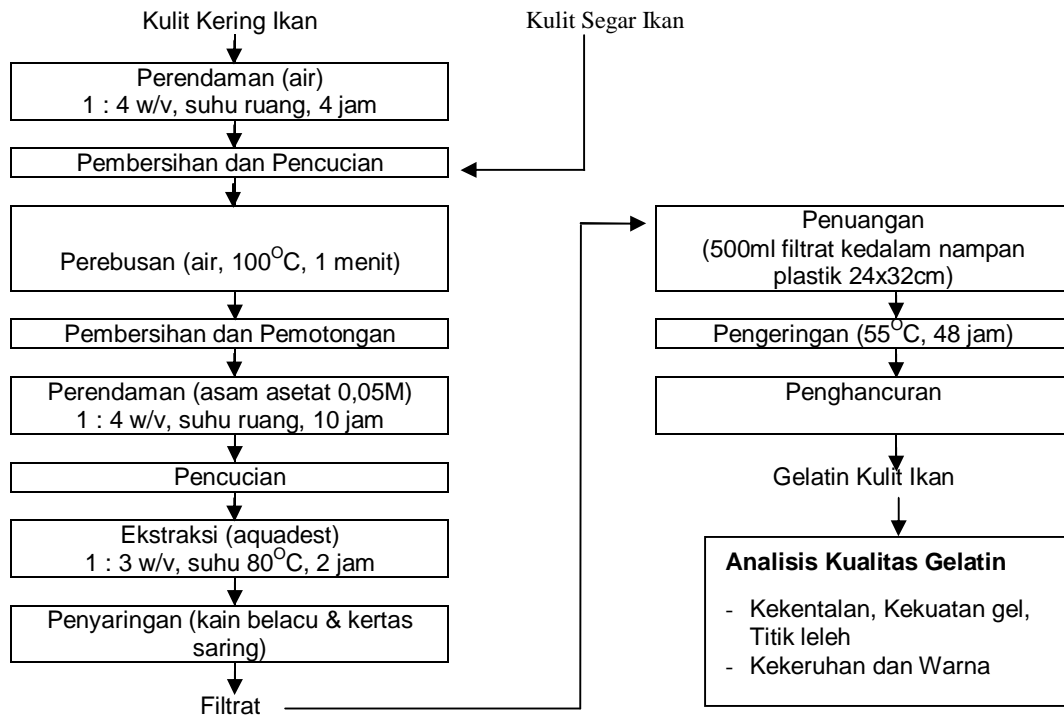 Kulit Kering Ikan
Perendaman (air)
1 : 4 w/v, suhu ruang, 4 jam
Pembersihan dan Pencucian
Perebusan (air, 100°C, 1 menit)
Pembersihan dan Pemotongan
Perendaman (asam asetat 0,05M)
1 : 4 w/v, suhu ruang, 10 jam
Pencucian
Ekstraksi (aquadest)
1 : 3 w/v, suhu 80°C, 2 jam
Penyaringan (kain belacu & kertas
saring)
Filtrat
Kulit Segar Ikan
Penuangan
(500ml filtrat kedalam nampan
plastik 24x32cm)
Pengeringan (55°C, 48 jam)
Penghancuran
Gelatin Kulit Ikan
Analisis Kualitas Gelatin
- Kekentalan, Kekuatan gel,
Titik leleh
- Kekeruhan dan Warna